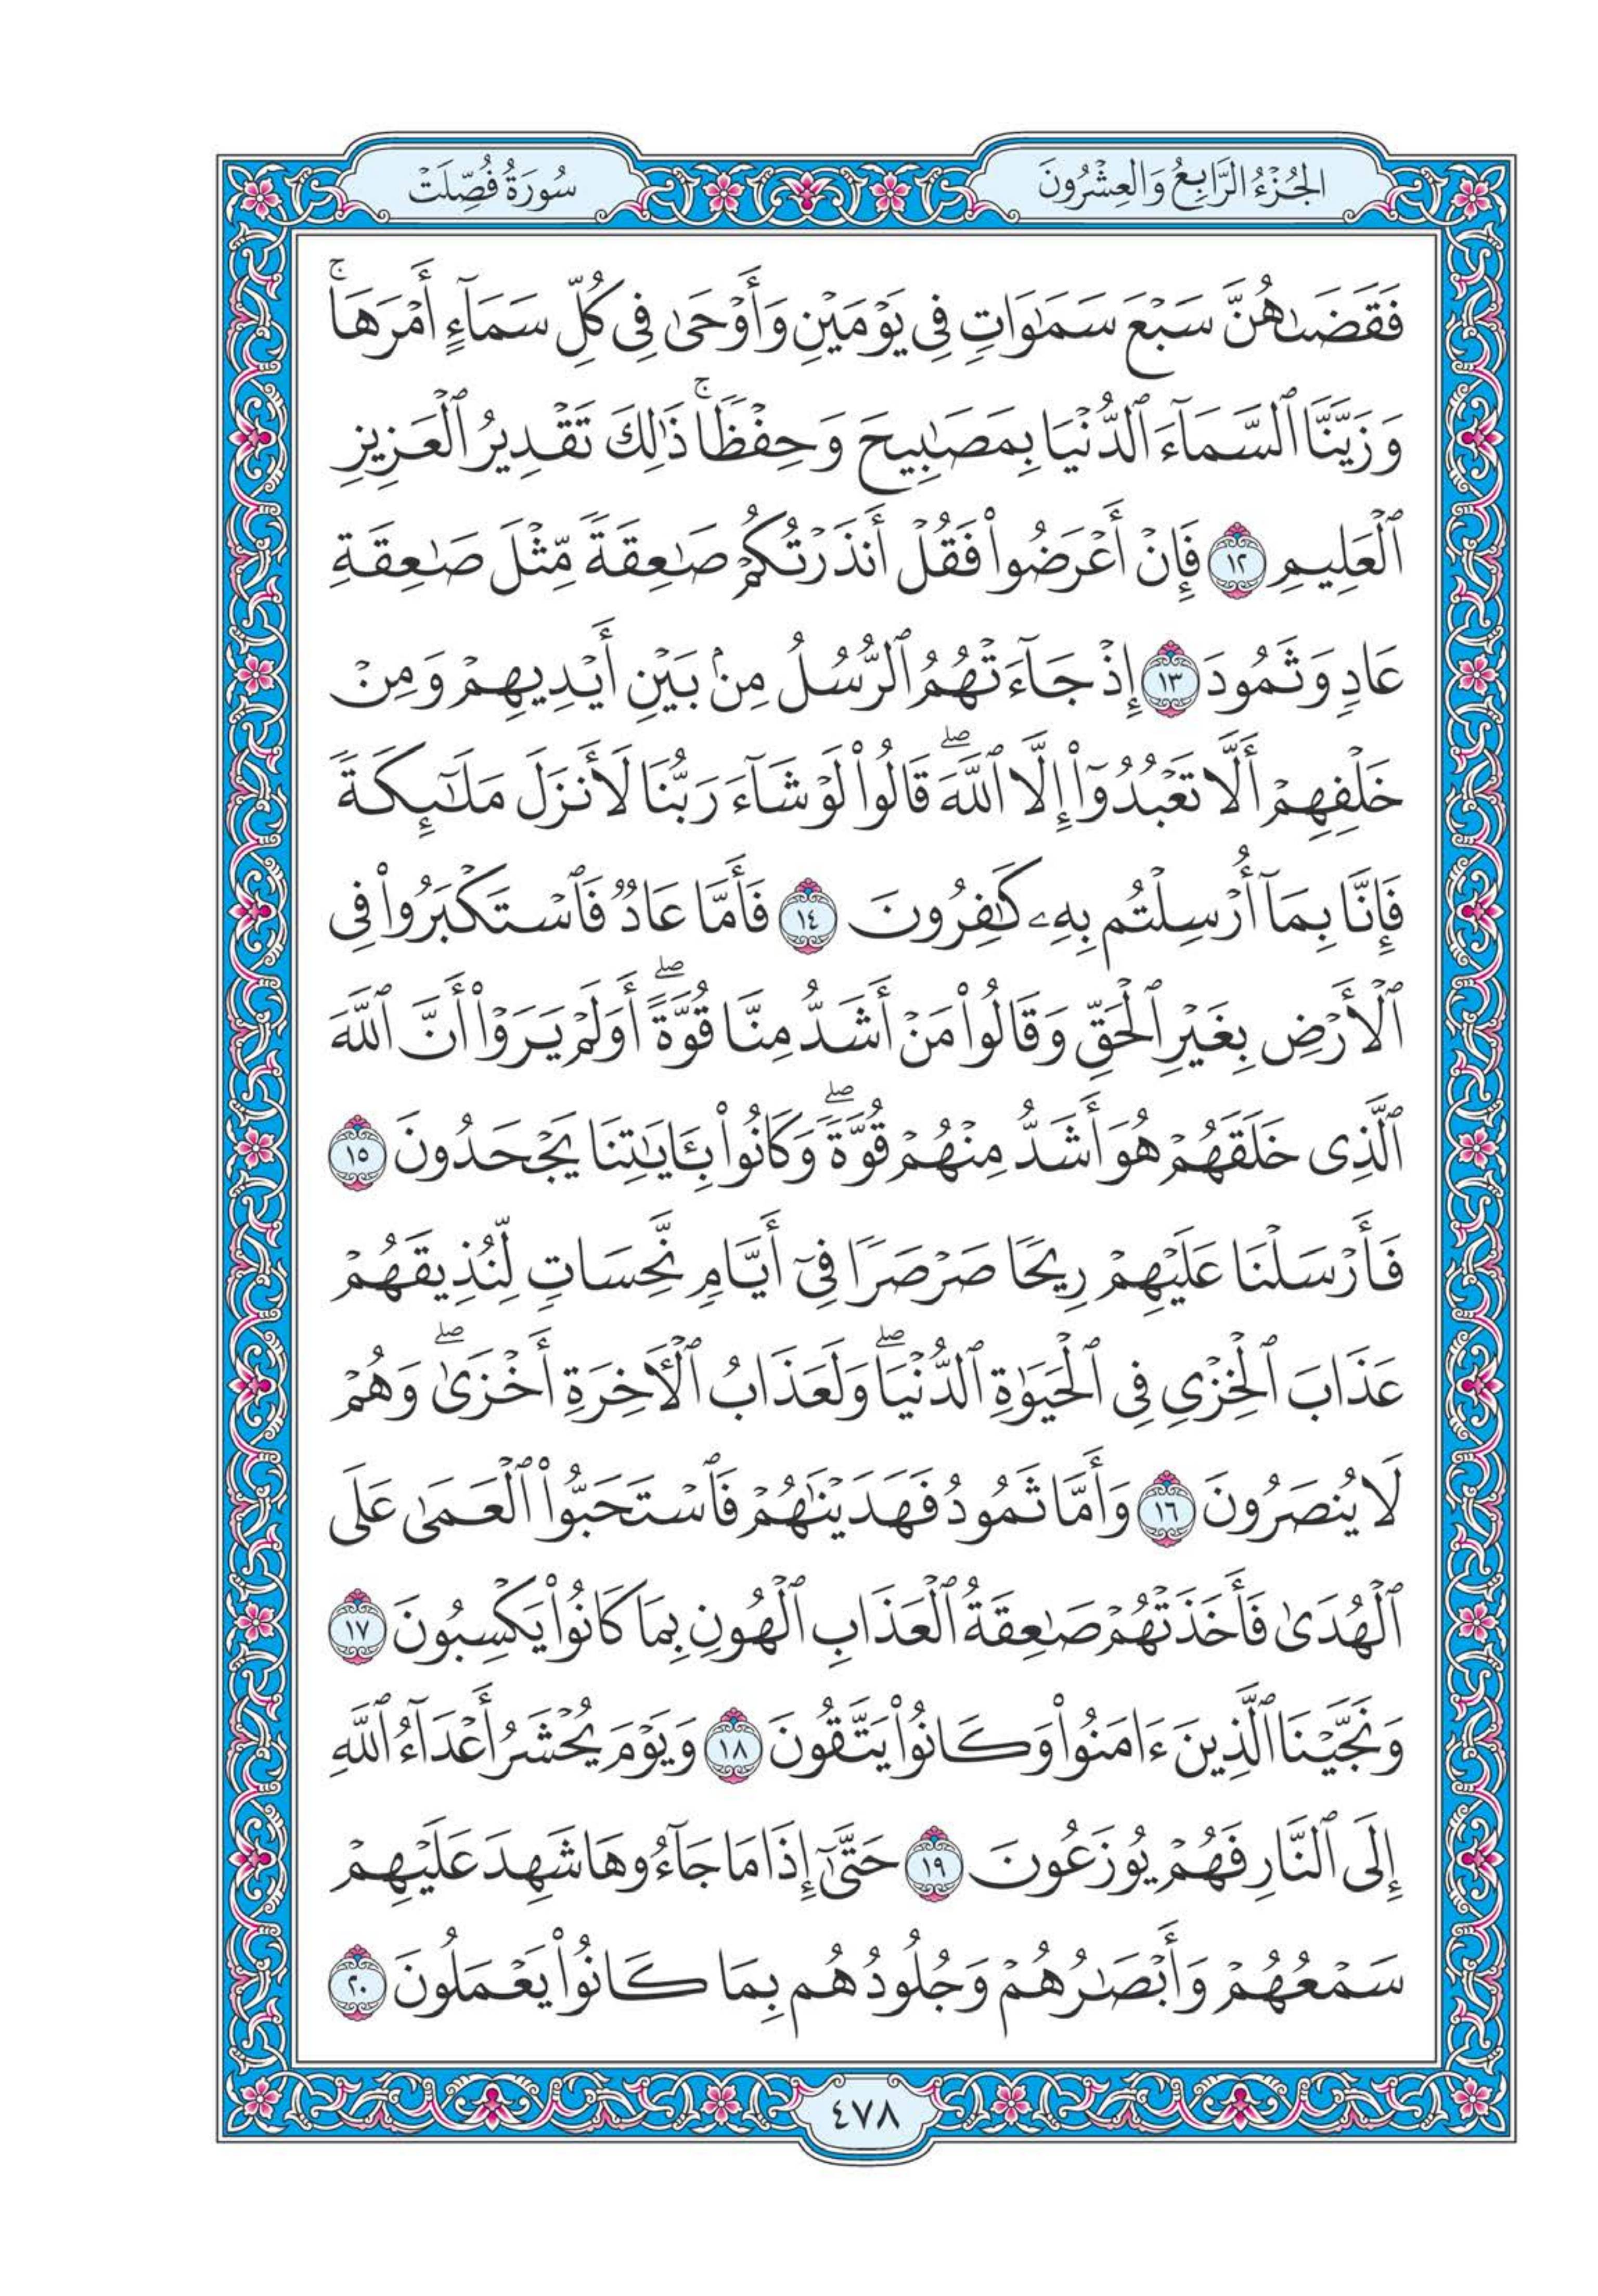 الجُزْءُ الرَّابِعُ وَالعِشْرُونَ
سُورَةُ فُصِّلَتْ
فَقَضَىٰهُنَّ سَبْعَ سَمَٰوَاتٍ فِي يَوْمَيْنِ وَأَوْحَىٰ فِي كُلِّ سَمَآءٍ أَمْرَهَاۚ
وَزَيَّنَّا ٱلسَّمَآءَ ٱلدُّنْيَا بِمَصَٰبِيحَ وَحِفْظٗاۚ ذَٰلِكَ تَقْدِيرُ ٱلْعَزِيزِ
ٱلْعَلِيمِ ١٢ فَإِنْ أَعْرَضُوا۟ فَقُلْ أَنذَرْتُكُمْ صَٰعِقَةٗ مِّثْلَ صَٰعِقَةِ
عَادٖ وَثَمُودَ ١٣ إِذْ جَآءَتْهُمُ ٱلرُّسُلُ مِنۢ بَيْنِ أَيْدِيهِمْ وَمِنْ
خَلْفِهِمْ أَلَّا تَعْبُدُوٓا۟ إِلَّا ٱللَّهَۖ قَالُوا۟ لَوْ شَآءَ رَبُّنَا لَأَنزَلَ مَلَٰٓئِكَةٗ
فَإِنَّا بِمَآ أُرْسِلْتُم بِهِۦ كَٰفِرُونَ ١٤ فَأَمَّا عَادٞ فَٱسْتَكْبَرُوا۟ فِي
ٱلْأَرْضِ بِغَيْرِ ٱلْحَقِّ وَقَالُوا۟ مَنْ أَشَدُّ مِنَّا قُوَّةًۖ أَوَلَمْ يَرَوْا۟ أَنَّ ٱللَّهَ
ٱلَّذِي خَلَقَهُمْ هُوَ أَشَدُّ مِنْهُمْ قُوَّةٗۖ وَكَانُوا۟ بِـَٔايَٰتِنَا يَجْحَدُونَ ١٥
فَأَرْسَلْنَا عَلَيْهِمْ رِيحٗا صَرْصَرٗا فِيٓ أَيَّامٖ نَّحِسَاتٖ لِّنُذِيقَهُمْ
عَذَابَ ٱلْخِزْيِ فِي ٱلْحَيَوٰةِ ٱلدُّنْيَاۖ وَلَعَذَابُ ٱلْأٓخِرَةِ أَخْزَىٰۖ وَهُمْ
لَا يُنصَرُونَ ١٦ وَأَمَّا ثَمُودُ فَهَدَيْنَٰهُمْ فَٱسْتَحَبُّوا۟ ٱلْعَمَىٰ عَلَى
ٱلْهُدَىٰ فَأَخَذَتْهُمْ صَٰعِقَةُ ٱلْعَذَابِ ٱلْهُونِ بِمَا كَانُوا۟ يَكْسِبُونَ ١٧
وَنَجَّيْنَا ٱلَّذِينَ ءَامَنُوا۟ وَكَانُوا۟ يَتَّقُونَ ١٨ وَيَوْمَ يُحْشَرُ أَعْدَآءُ ٱللَّهِ
إِلَى ٱلنَّارِ فَهُمْ يُوزَعُونَ ١٩ حَتَّىٰٓ إِذَا مَا جَآءُوهَا شَهِدَ عَلَيْهِمْ
سَمْعُهُمْ وَأَبْصَٰرُهُمْ وَجُلُودُهُم بِمَا كَانُوا۟ يَعْمَلُونَ ٢٠
٤٧٨